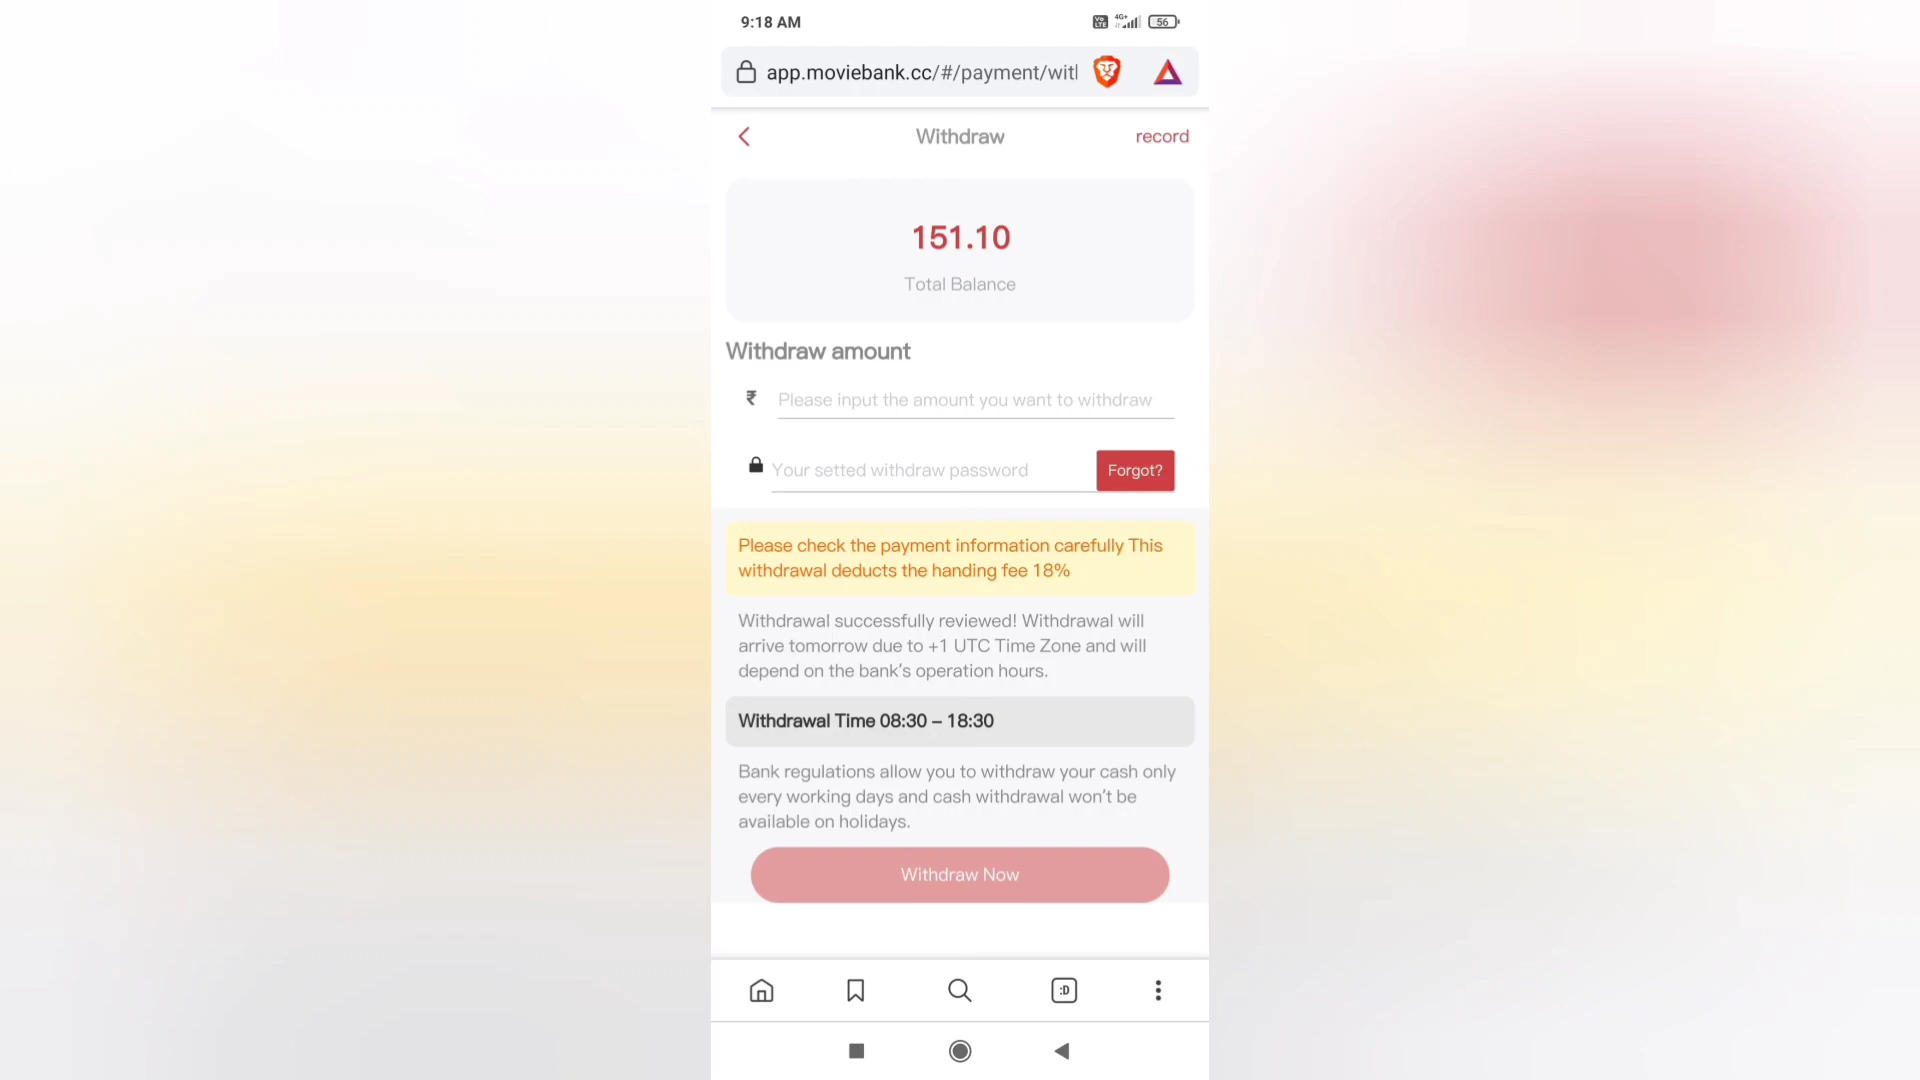 9:18 AM
Vo LTE 4G+ 56
app.moviebank.cc/#/payment/witl
Withdraw
record
151.10
Total Balance
Withdraw amount
₹ Please input the amount you want to withdraw
Your setted withdraw password
Forgot?
Please check the payment information carefully This
withdrawal deducts the handing fee 18%
Withdrawal successfully reviewed! Withdrawal will
arrive tomorrow due to +1 UTC Time Zone and will
depend on the bank's operation hours.
Withdrawal Time 08:30 – 18:30
Bank regulations allow you to withdraw your cash only
every working days and cash withdrawal won't be
available on holidays.
Withdraw Now
:D